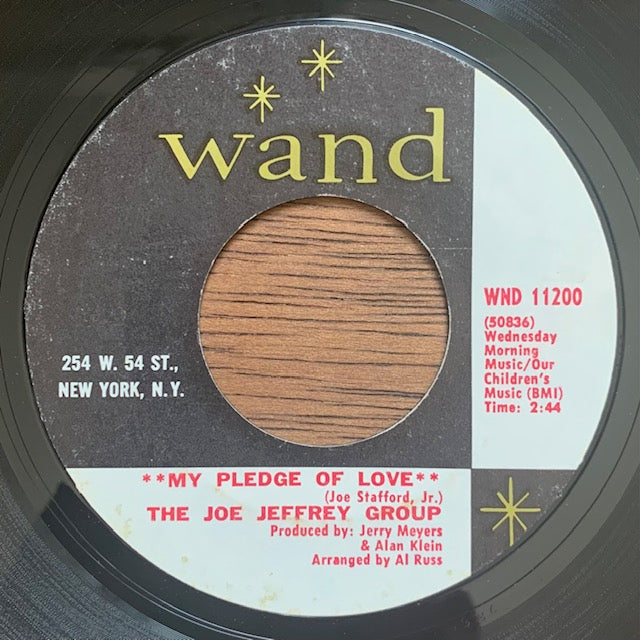 wand
WND 11200
(50836)
Wednesday
Morning
Music/Our
Children's
Music (BMI)
Time: 2:44
254 W. 54 ST.,
NEW YORK, N.Y.
**MY PLEDGE OF LOVE**
(Joe Stafford, Jr.)
THE JOE JEFFREY GROUP
Produced by: Jerry Meyers
& Alan Klein
Arranged by Al Russ